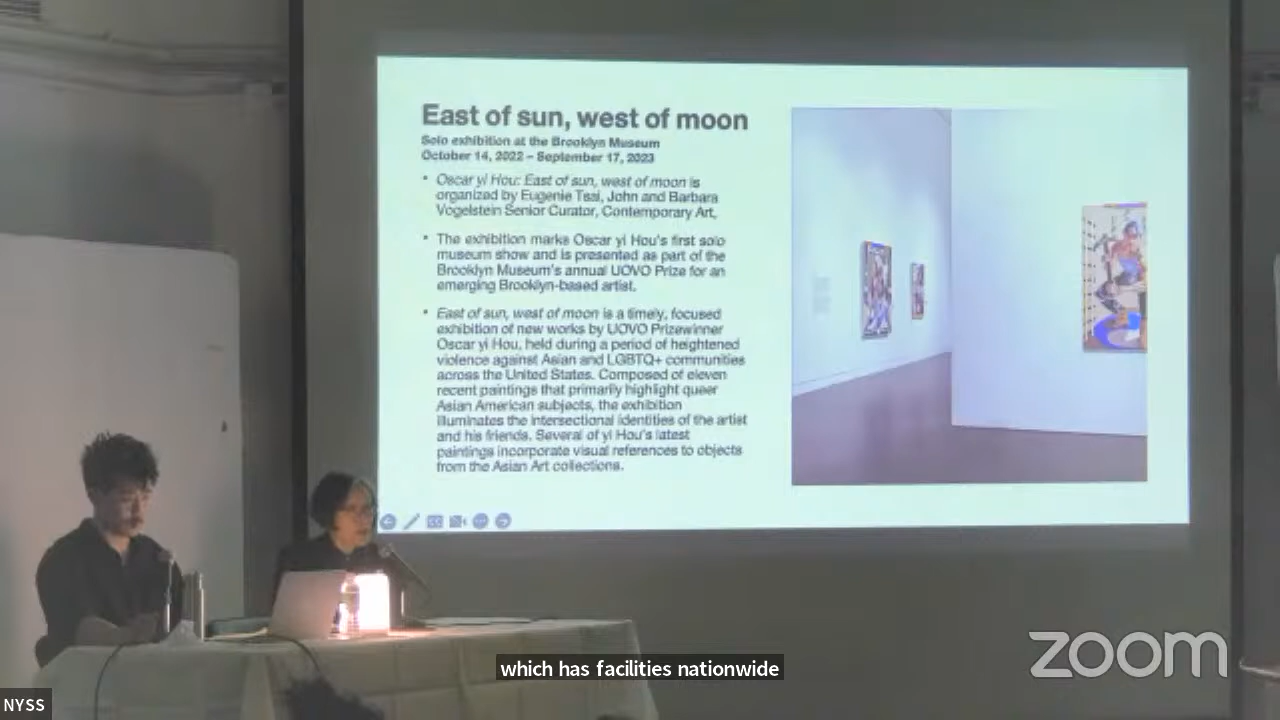 East of sun, west of moon
Solo exhibition at the Brooklyn Museum
October 14, 2022 – September 17, 2023
• Oscar yi Hou: East of sun, west of moon is
organized by Eugenie Tsai, John and Barbara
Vogelstein Senior Curator, Contemporary Art,
• The exhibition marks Oscar yi Hou's first solo
museum show and is presented as part of the
Brooklyn Museum's annual UOVO Prize for an
emerging Brooklyn-based artist.
• East of sun, west of moon is a timely, focused
exhibition of new works by UOVO Prizewinner
Oscar yi Hou, held during a period of heightened
violence against Asian and LGBTQ+ communities
across the United States. Composed of eleven
recent paintings that primarily highlight queer
Asian American subjects, the exhibition
illuminates the intersectional identities of the artist
and his friends. Several of yi Hou's latest
paintings incorporate visual references to objects
from the Asian Art collections.
zoom
which has facilities nationwide
NYSS